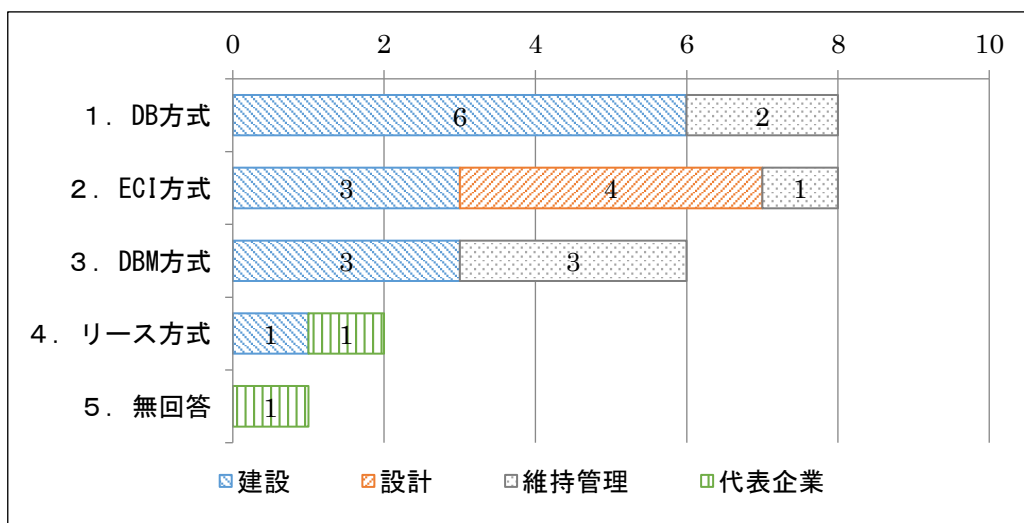 0 2 4 6 8 10
１．DB方式 6 2
２．ECI方式 3 4 1
３．DBM方式 3 3
４．リース方式 1 1
５．無回答 1
建設 設計 維持管理 代表企業